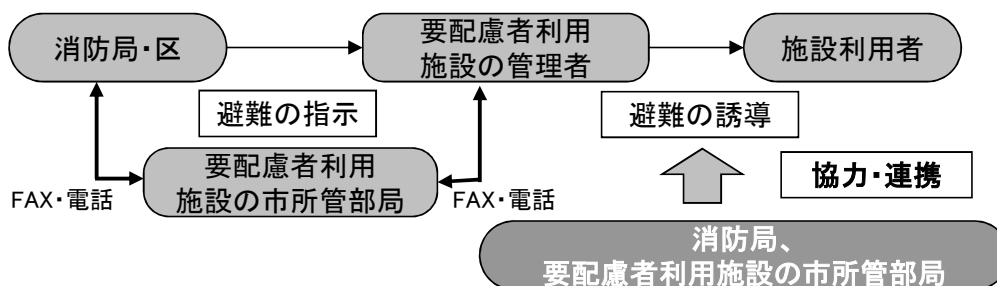 消防局・区
要配慮者利用
施設の管理者
施設利用者
避難の指示
避難の誘導
要配慮者利用
施設の市所管部局
FAX・電話
FAX・電話
協力・連携
消防局、
要配慮者利用施設の市所管部局